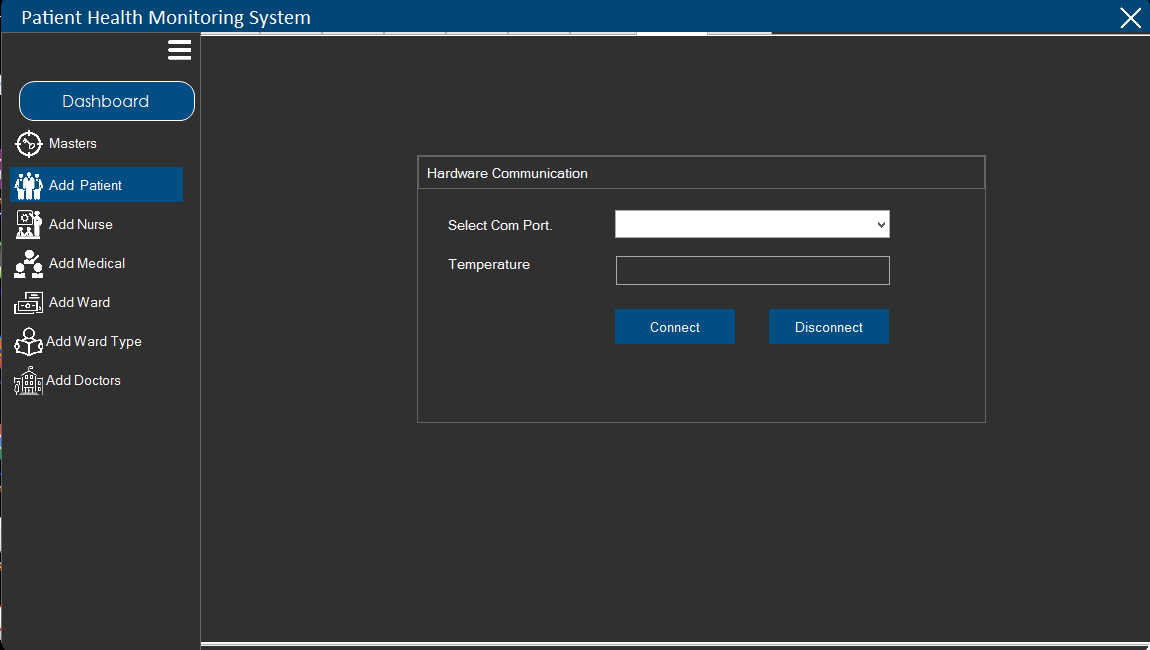 Patient Health Monitoring System
Dashboard
Masters
Add Patient
Add Nurse
Add Medical
Add Ward
Add Ward Type
Add Doctors
Hardware Communication
Select Com Port.
Temperature
Connect
Disconnect